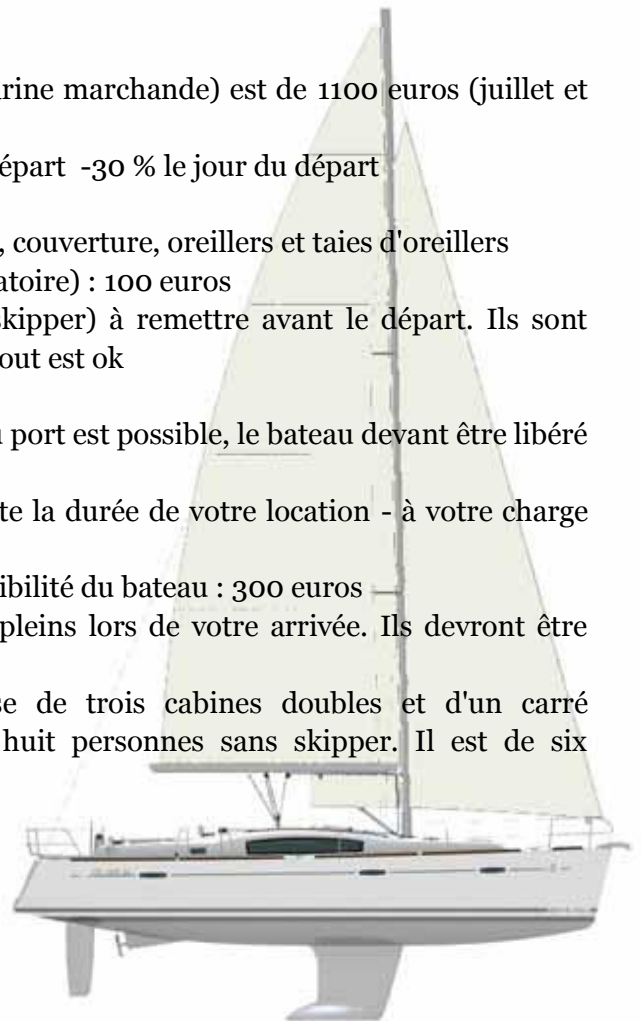 rine marchande) est de 1100 euros (juillet et
épart -30 % le jour du départ
, couverture, oreillers et taies d'oreillers
atoire) : 100 euros
skipper) à remettre avant le départ. Ils sont
tout est ok
u port est possible, le bateau devant être libéré
te la durée de votre location - à votre charge
ibilité du bateau : 300 euros
pleins lors de votre arrivée. Ils devront être
se de trois cabines doubles et d'un carré
huit personnes sans skipper. Il est de six